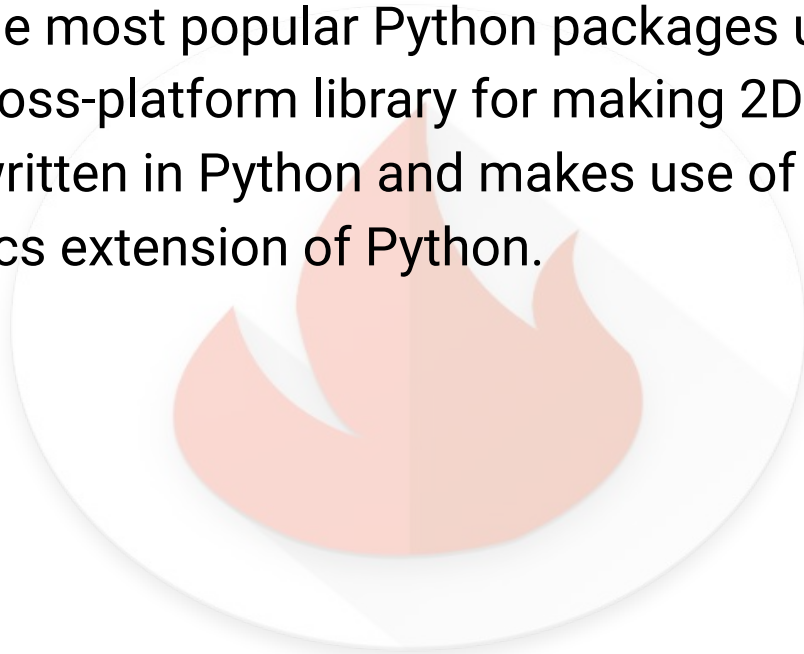 e most popular Python packages u
oss-platform library for making 2D
ritten in Python and makes use of
cs extension of Python.